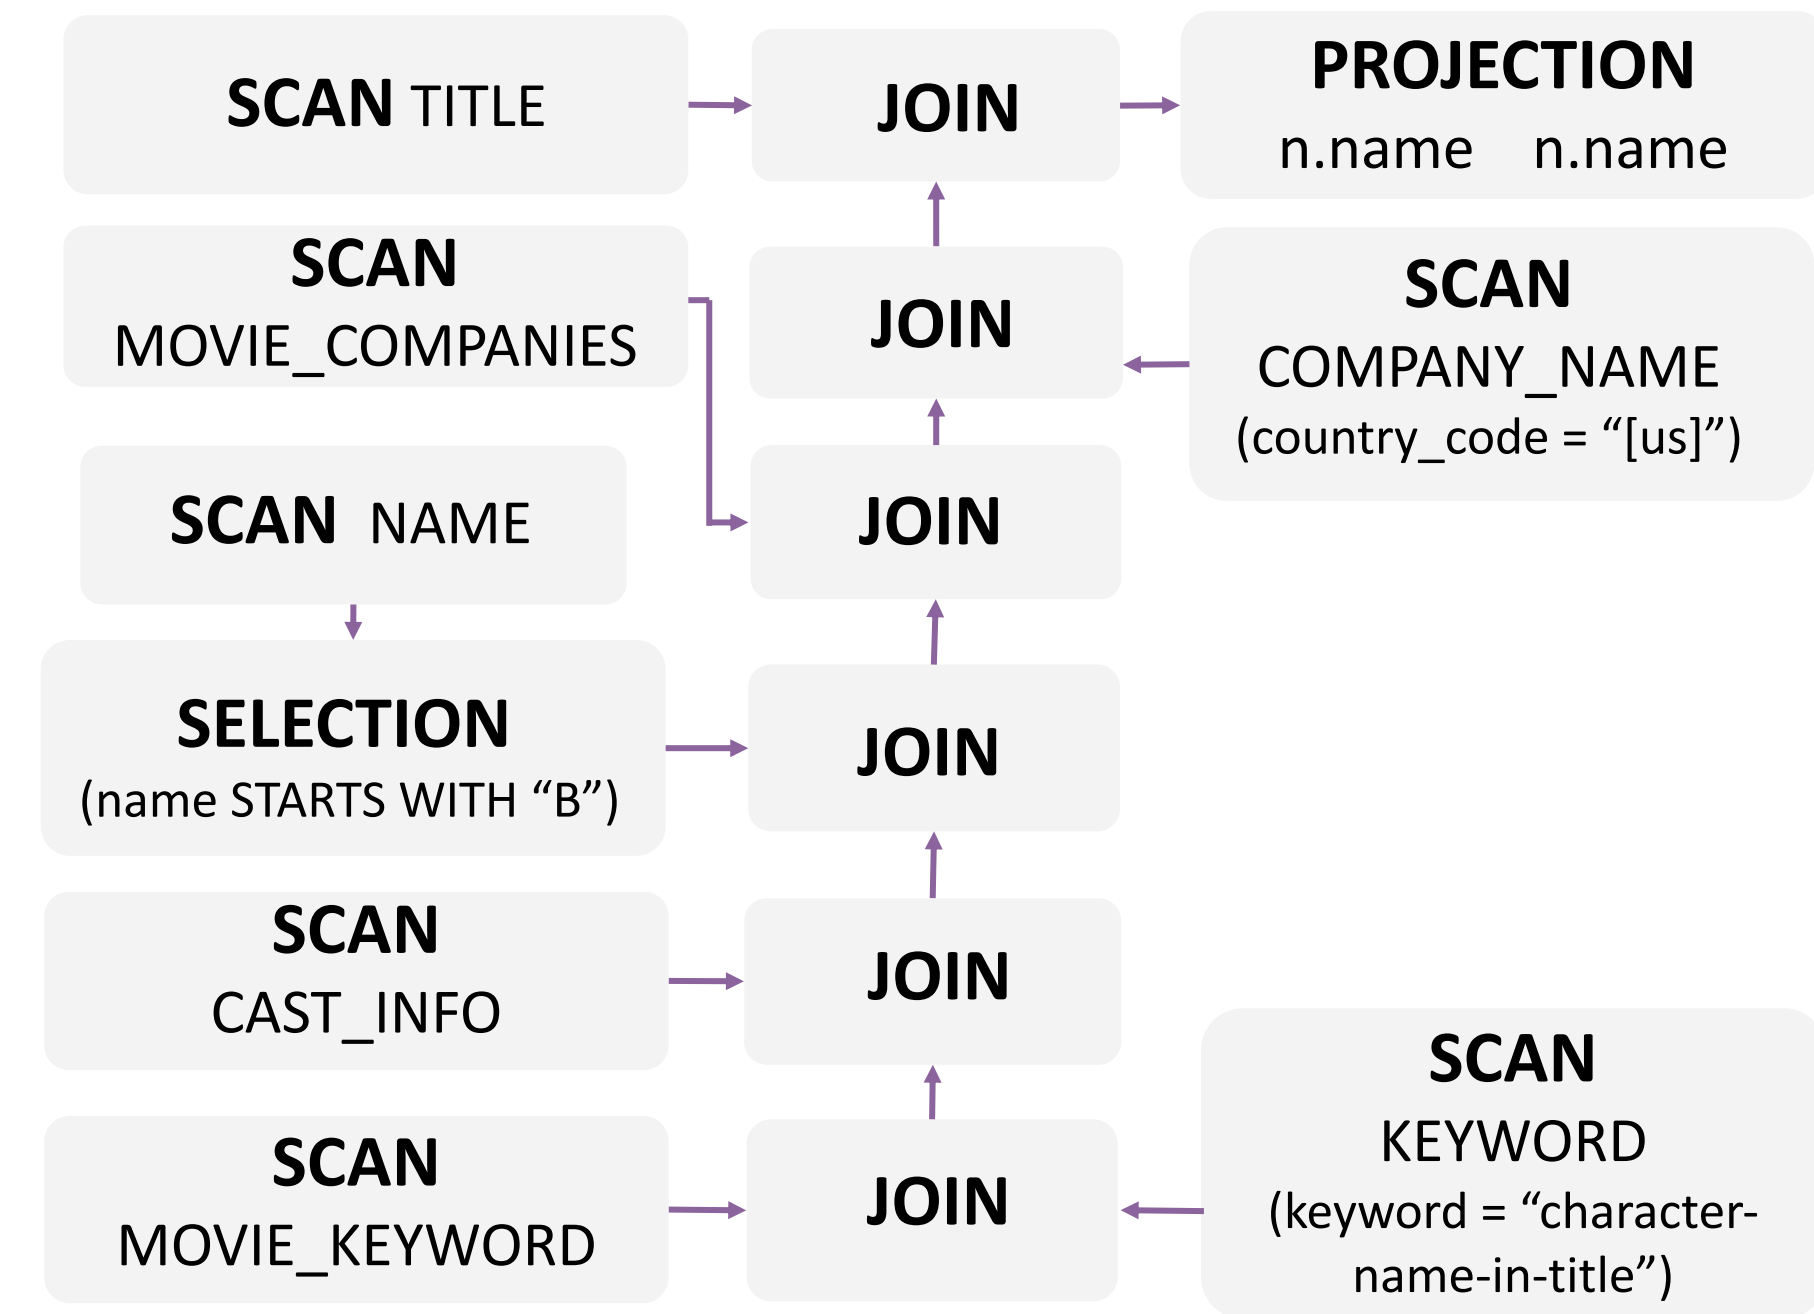 SCAN TITLE
JOIN
PROJECTION
n.name n.name
SCAN
MOVIE_COMPANIES
JOIN
SCAN
COMPANY_NAME
(country_code = “[us]”)
SCAN NAME
JOIN
SELECTION
(name STARTS WITH “B”)
JOIN
SCAN
CAST_INFO
JOIN
SCAN
MOVIE_KEYWORD
JOIN
SCAN
KEYWORD
(keyword = “character-
name-in-title”)